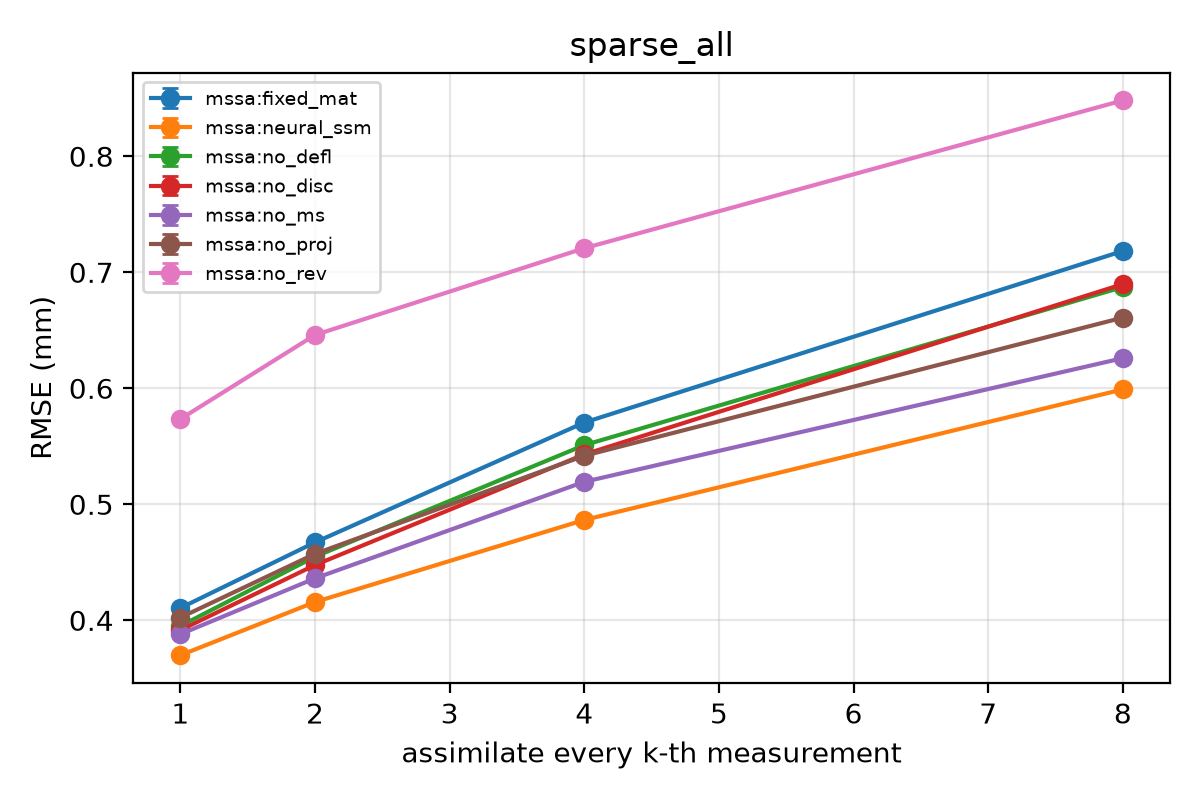 sparse_all
mssa:fixed_mat
mssa:neural_ssm
mssa:no_defl
mssa:no_disc
mssa:no_ms
mssa:no_proj
mssa:no_rev
RMSE (mm)
0.8
0.7
0.6
0.5
0.4
1 2 3 4 5 6 7 8
assimilate every k-th measurement